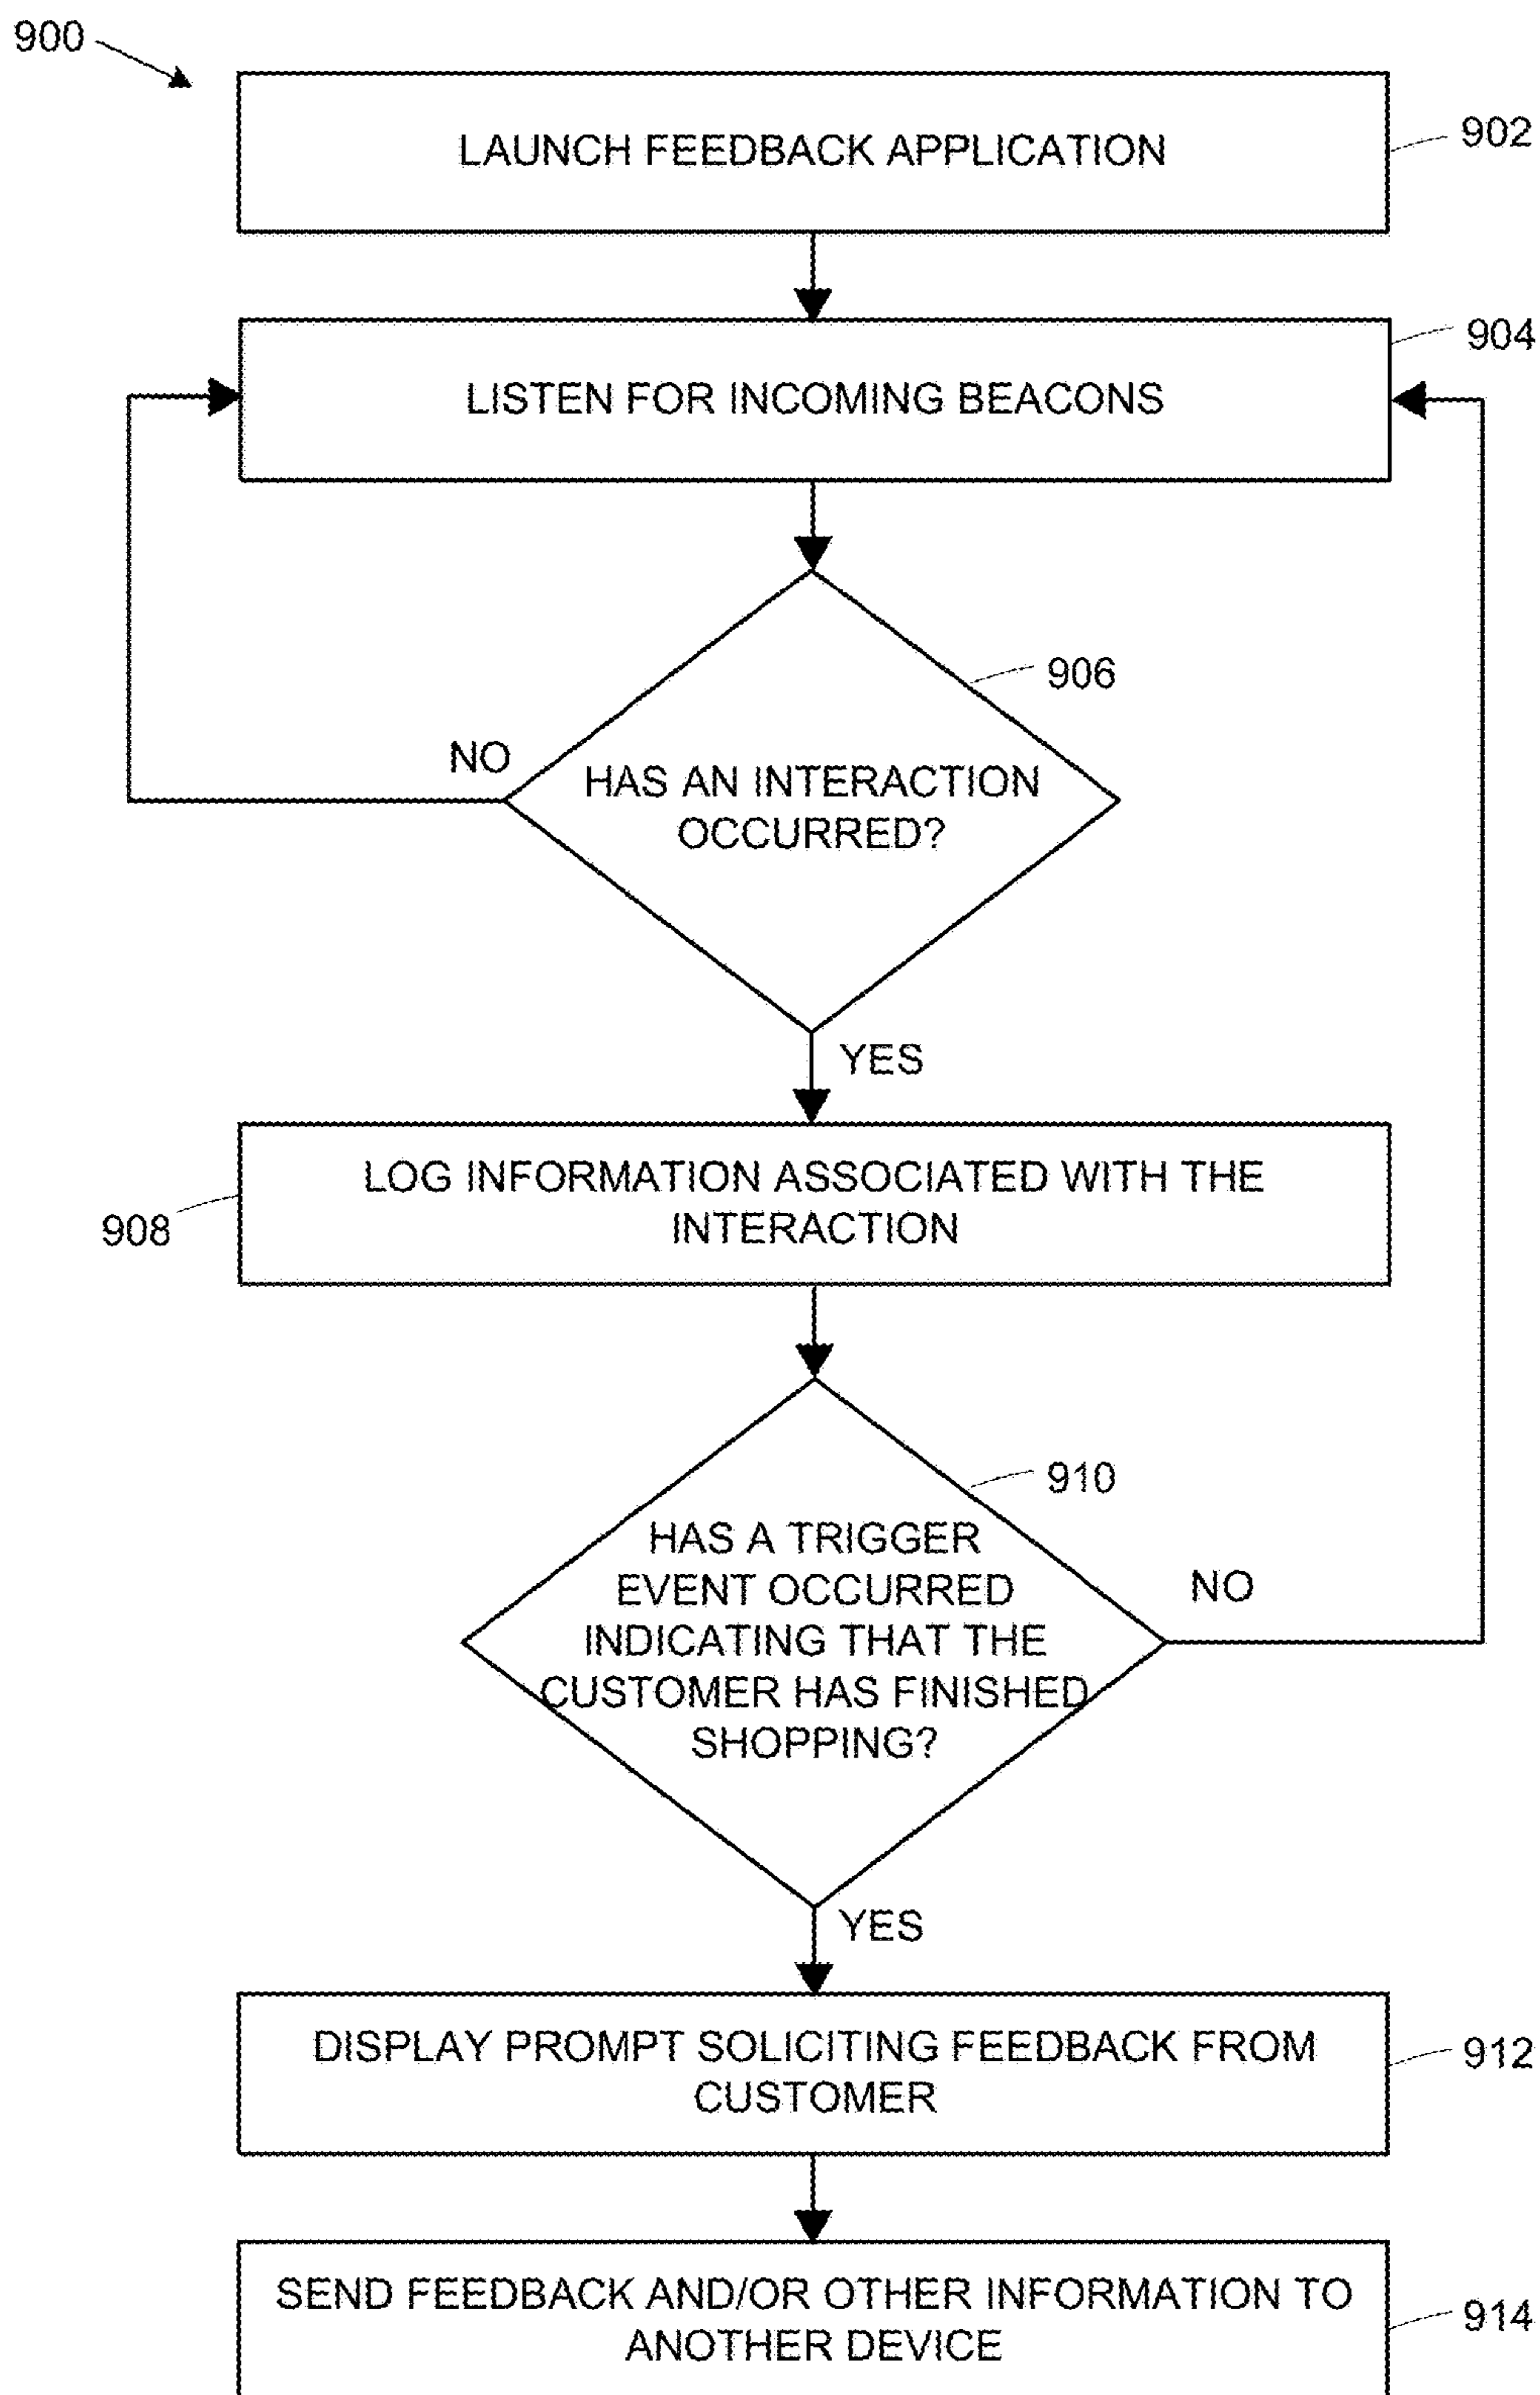 900
LAUNCH FEEDBACK APPLICATION
902
LISTEN FOR INCOMING BEACONS
904
906
NO
HAS AN INTERACTION
OCCURRED?
YES
LOG INFORMATION ASSOCIATED WITH THE
INTERACTION
908
910
HAS A TRIGGER
EVENT OCCURRED
INDICATING THAT THE
CUSTOMER HAS FINISHED
SHOPPING?
NO
YES
DISPLAY PROMPT SOLICITING FEEDBACK FROM
CUSTOMER
912
SEND FEEDBACK AND/OR OTHER INFORMATION TO
ANOTHER DEVICE
914